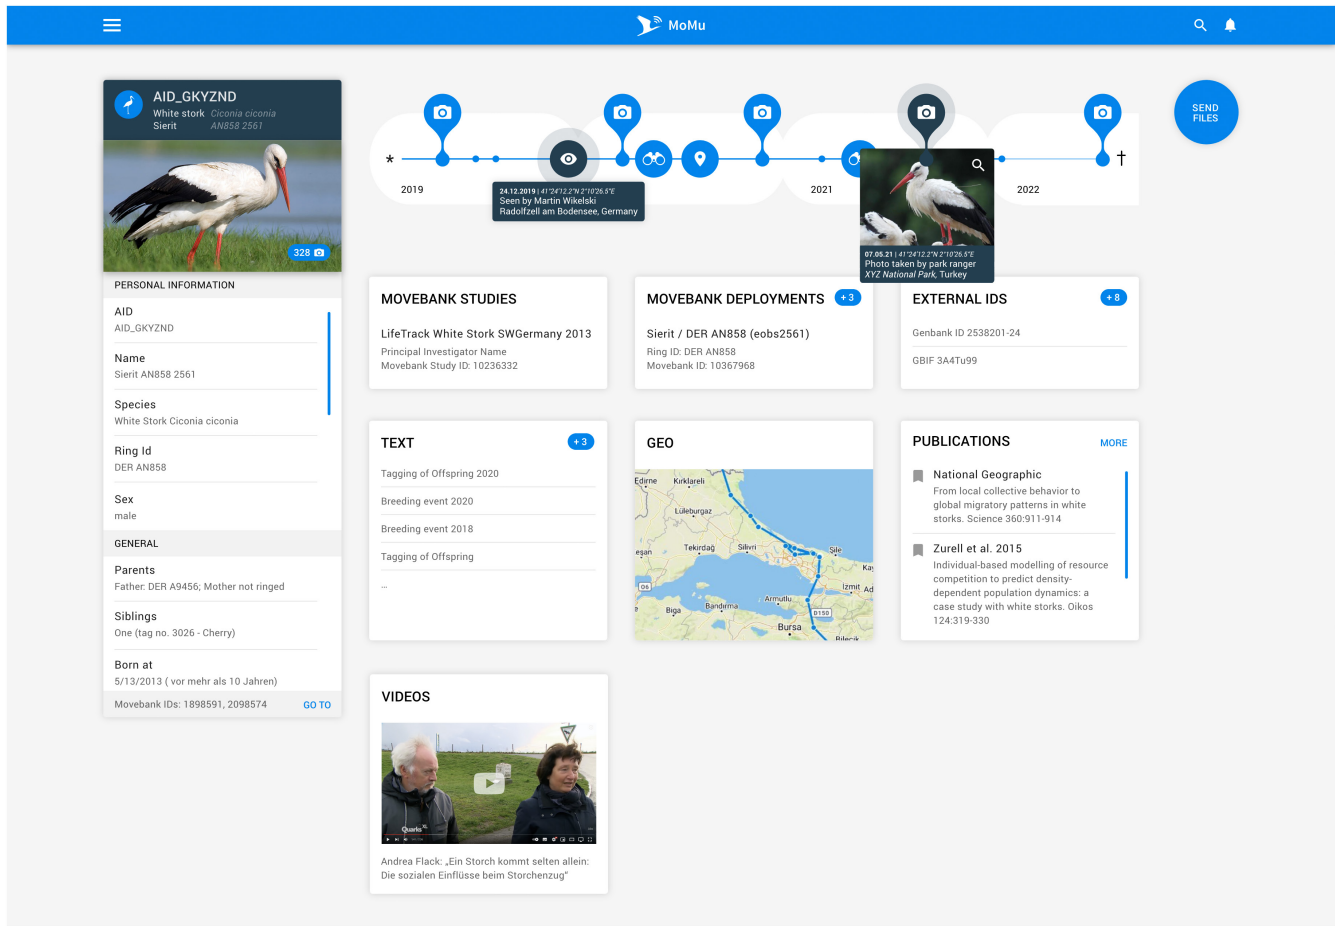 MoMu
SEND
FILES
AID_GKYZND
White stork Ciconia ciconia
Sierit AN858 2561
328
PERSONAL INFORMATION
AID
AID_GKYZND
Name
Sierit AN858 2561
Species
White Stork Ciconia ciconia
Ring Id
DER AN858
Sex
male
GENERAL
Parents
Father: DER A9456; Mother not ringed
Siblings
One (tag no. 3026 - Cherry)
Born at
5/13/2013 ( vor mehr als 10 Jahren)
Movebank IDs: 1898591, 2098574 GO TO
* †
2019 2021 2022
24.12.2019 | 41°24'12.2"N 2°10'26.5"E
Seen by Martin Wikelski
Radolfzell am Bodensee, Germany
07.05.21 | 41°24'12.2"N 2°10'26.5"E
Photo taken by park ranger
XYZ National Park, Turkey
MOVEBANK STUDIES
LifeTrack White Stork SWGermany 2013
Principal Investigator Name
Movebank Study ID: 10236332
MOVEBANK DEPLOYMENTS + 3
Sierit / DER AN858 (eobs2561)
Ring ID: DER AN858
Movebank ID: 10367968
EXTERNAL IDS + 8
Genbank ID 2538201-24
GBIF 3A4Tu99
TEXT + 3
Tagging of Offspring 2020
Breeding event 2020
Breeding event 2018
Tagging of Offspring
...
GEO
Edirne Kırklareli
Lüleburgaz
Tekirdağ Silivri Şile
eşan
Kay
İzmit Ad
O6
Biga Bandırma Armutlu
D150
Bursa
Bilecik
PUBLICATIONS MORE
National Geographic
From local collective behavior to
global migratory patterns in white
storks. Science 360:911-914
Zurell et al. 2015
Individual-based modelling of resource
competition to predict density-
dependent population dynamics: a
case study with white storks. Oikos
124:319-330
VIDEOS
Quarks XL
Andrea Flack: „Ein Storch kommt selten allein:
Die sozialen Einflüsse beim Storchenzug"